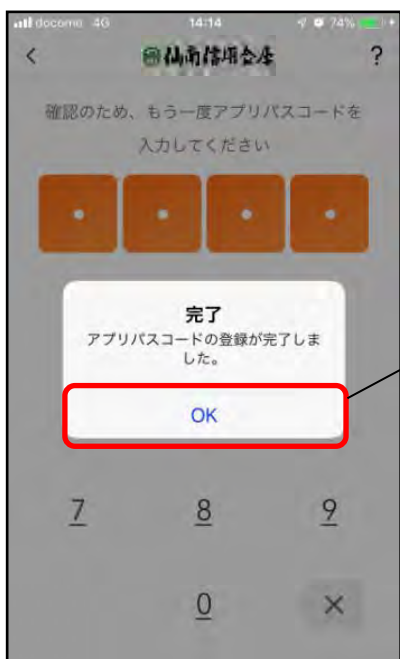 docomo 4G 14:14 74%
仙南信用金庫 ?
確認のため、もう一度アプリパスコードを
入力してください
完了
アプリパスコードの登録が完了しま
した。
OK
7 8 9
0